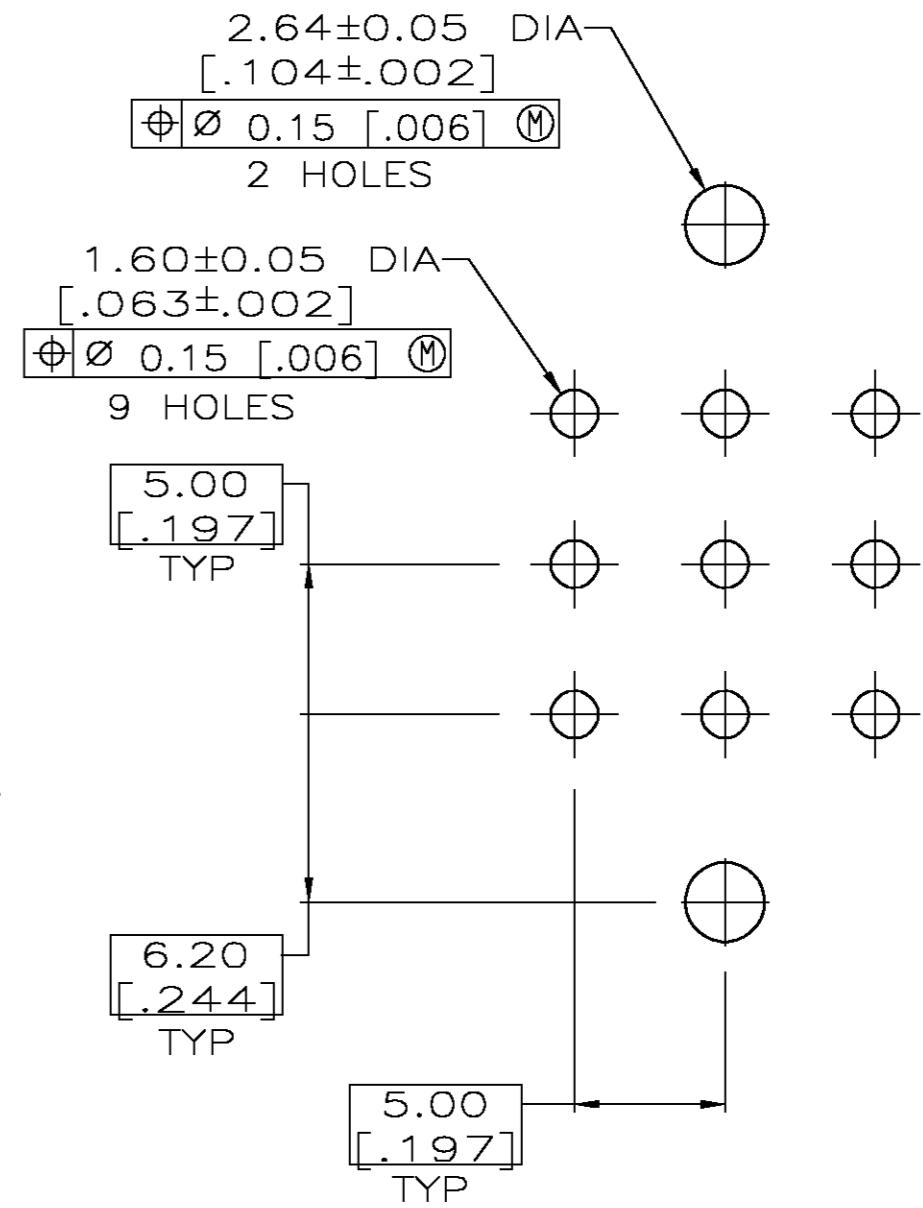 2.64±0.05 DIA
[.104±.002]
⌖ Ø 0.15 [.006] Ⓜ
2 HOLES
1.60±0.05 DIA
[.063±.002]
⌖ Ø 0.15 [.006] Ⓜ
9 HOLES
5.00
[.197]
TYP
6.20
[.244]
TYP
5.00
[.197]
TYP